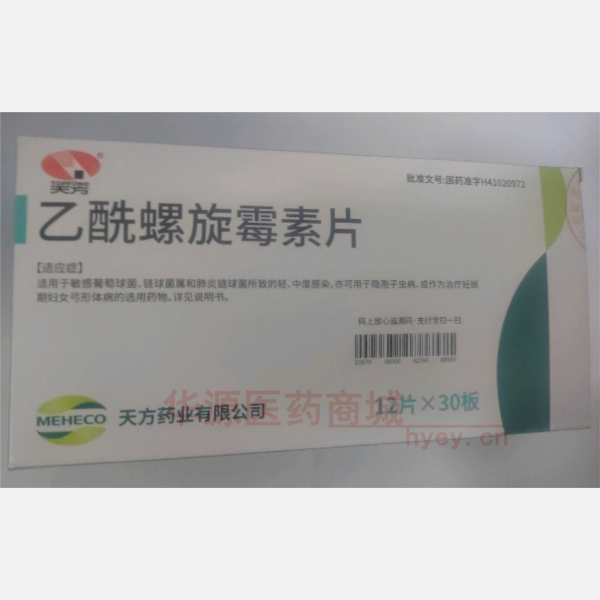 芙芳
批准文号:国药准字H41020972
乙酰螺旋霉素片
【适应症】
适用于敏感葡萄球菌、链球菌属和肺炎链球菌所致的轻、中度感染,亦可用于隐孢子虫病,或作为治疗妊娠
期妇女弓形体病的选用药物。详见说明书。
码上放心追溯码·支付宝扫一扫
MEHECO
天方药业有限公司
12片×30板
华源医药商城
hyey.cn